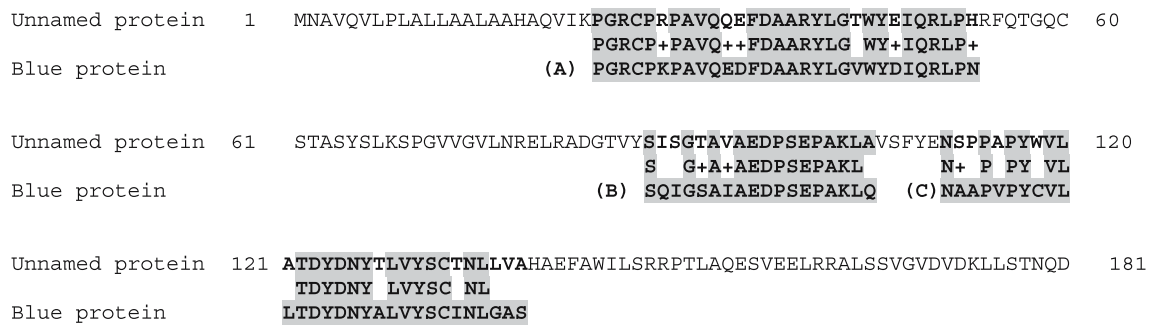 Unnamed protein 1 MNAVQVLPLALLAALAAHAQVIKPGRCPRPAVQQEFDAARYLGTWYEIQRLPHRFQTGQC 60
PGRCP+PAVQ++FDAARYLG WY+IQRLP+
Blue protein (A) PGRCPKPAVQEDFDAARYLGVWYDIQRLPN
Unnamed protein 61 STASYSLKSPGVVGVLNRELRADGTVYSISGTAVAEDPSEPAKLAVSFYENSPPAPYWVL 120
S G+A+AEDPSEPAKL N+ P PY VL
Blue protein (B) SQIGSAIAEDPSEPAKLQ (C) NAAPVPYCVL
Unnamed protein 121 ATDYDNYTLVYSCTNLLVAHAEFAWILSRRPTLAQESVEELRRALSSVGVDVDKLLSTNQD 181
TDYDNY LVYSC NL
Blue protein LTDYDNYALVYSCINLGAS